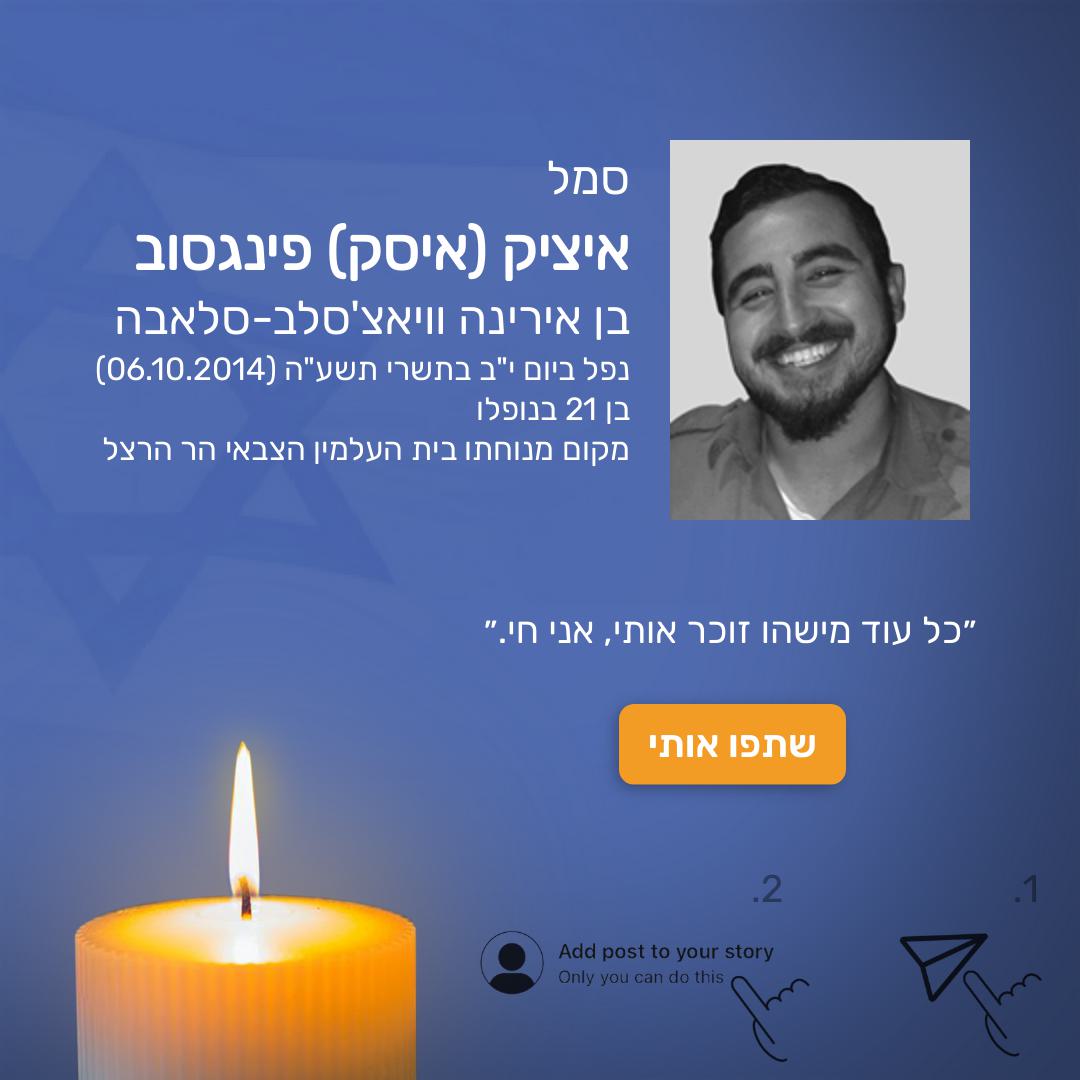 סמל
איציק (איסק) פינגסוב
בן אירינה וויאצ'סלב-סלאבה
נפל ביום י"ב בתשרי תשע"ה (06.10.2014)
בן 21 בנופלו
מקום מנוחתו בית העלמין הצבאי הר הרצל
״כל עוד מישהו זוכר אותי, אני חי.״
שתפו אותי
1.
2.
Add post to your story
Only you can do this